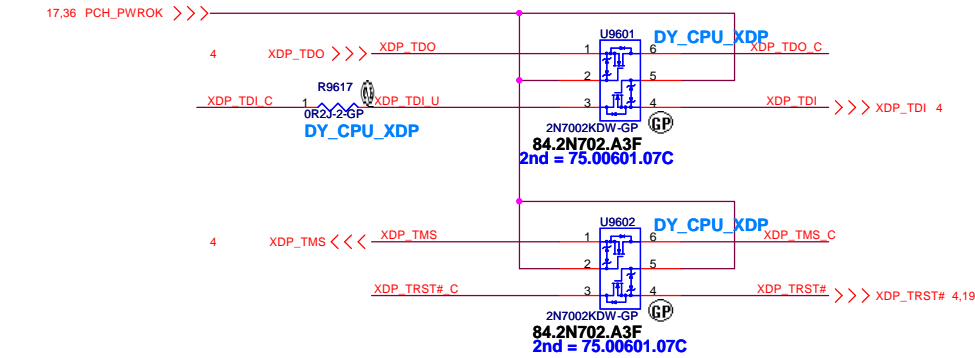 17,36 PCH_PWROK
U9601
DY_CPU_XDP
4 XDP_TDO XDP_TDO 1 6 XDP_TDO_C
2 5
R9617
XDP_TDI_C 1 XDP_TDI_U 3 4 XDP_TDI XDP_TDI 4
0R2J-2-GP
DY_CPU_XDP
2N7002KDW-GP GP
84.2N702.A3F
2nd = 75.00601.07C
U9602
DY_CPU_XDP
4 XDP_TMS XDP_TMS 1 6 XDP_TMS_C
2 5
XDP_TRST#_C 3 4 XDP_TRST# XDP_TRST# 4,19
2N7002KDW-GP GP
84.2N702.A3F
2nd = 75.00601.07C